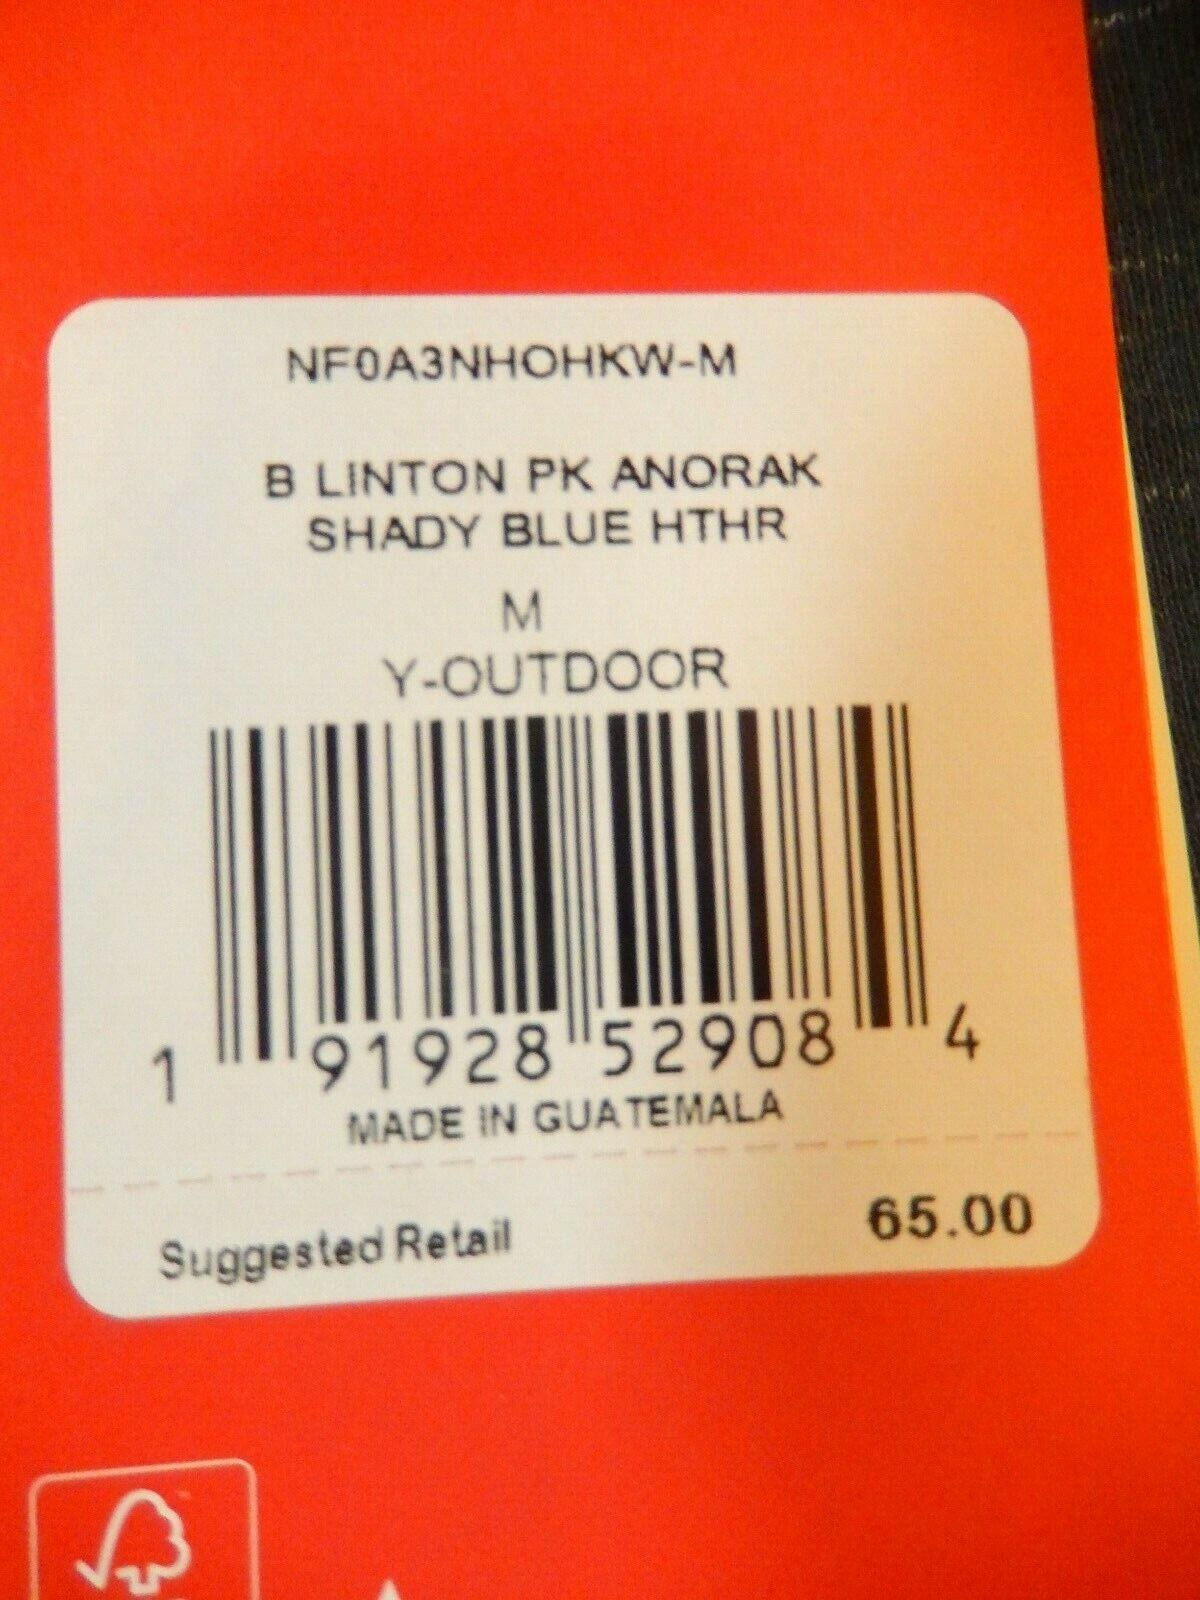 NF0A3NHOHKW-M
B LINTON PK ANORAK
SHADY BLUE HTHR
M
Y-OUTDOOR
1 91928 52908 4
MADE IN GUATEMALA
Suggested Retail 65.00